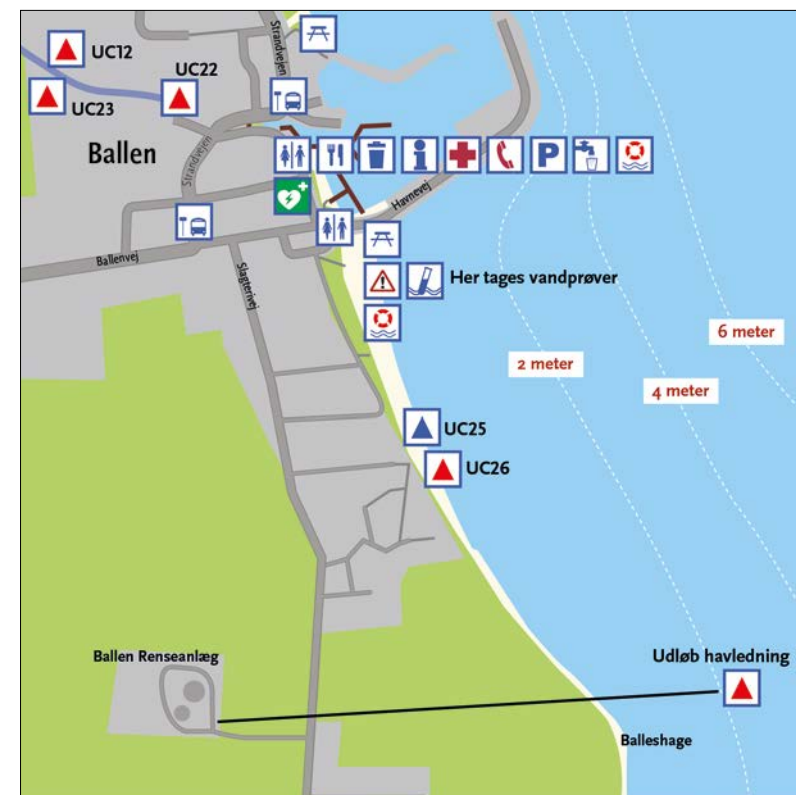 Strandvejen
UC12
UC22
UC23
Ballen
Strandvejen
P
Havnevej
Ballenvej
Slagterivej
Her tages vandprøver
6 meter
2 meter
4 meter
UC25
UC26
Ballen Renseanlæg
Udløb havledning
Balleshage